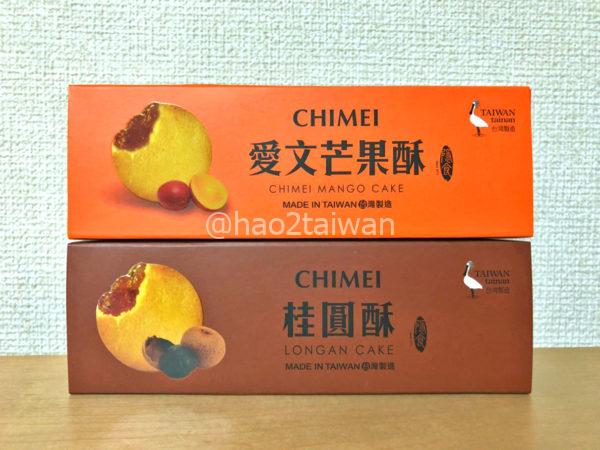 CHIMEI
愛文芒果酥
CHIMEI MANGO CAKE
MADE IN TAIWAN 台灣製造
TAIWAN
tainan
台灣製造
@hao2taiwan
CHIMEI
桂圓酥
LONGAN CAKE
MADE IN TAIWAN 台灣製造
TAIWAN
tainan
台灣製造